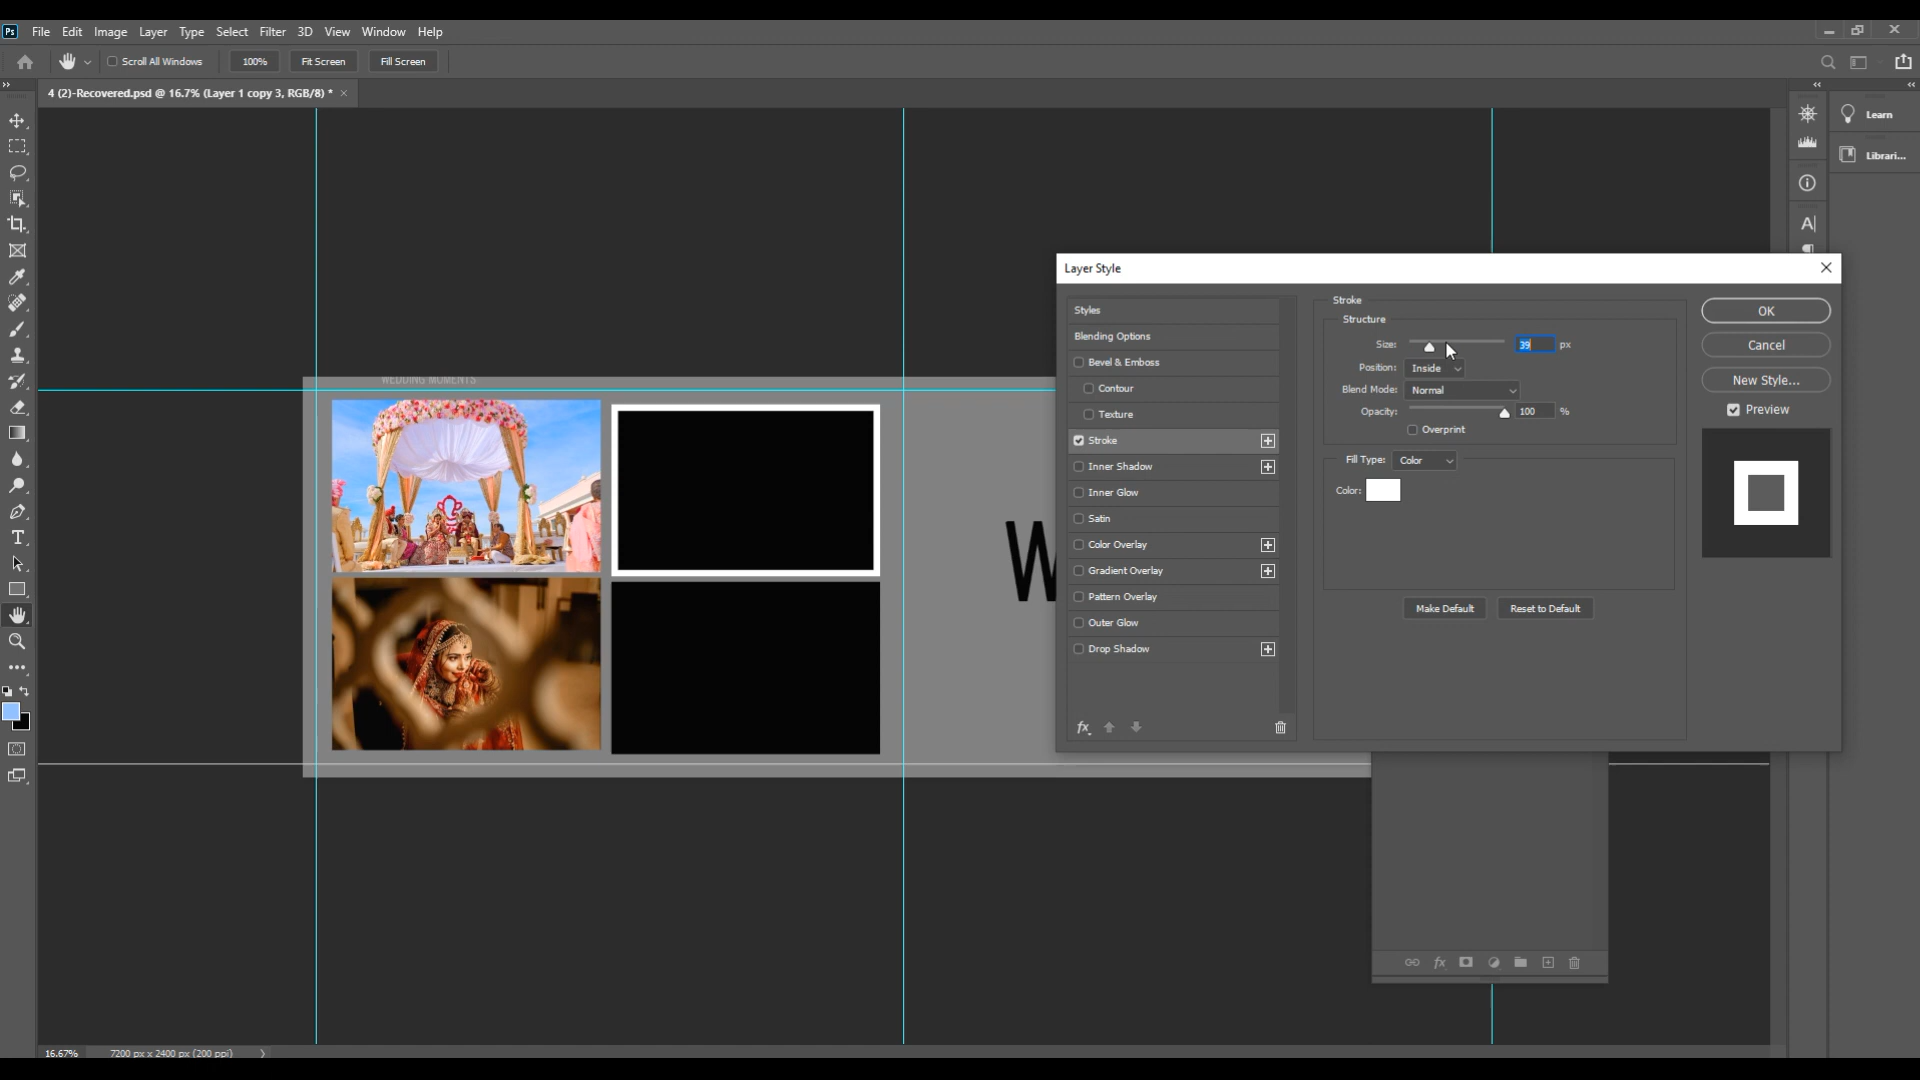 Ps File Edit Image Layer Type Select Filter 3D View Window Help
Scroll All Windows 100% Fit Screen Fill Screen
4 (2)-Recovered.psd @ 16.7% (Layer 1 copy 3, RGB/8) * ×
Learn
Librari...
A|
WEDDING MOMENTS
W
Layer Style
Styles
Blending Options
Bevel & Emboss
Contour
Texture
Stroke
Inner Shadow
Inner Glow
Satin
Color Overlay
Gradient Overlay
Pattern Overlay
Outer Glow
Drop Shadow
fx
Stroke
Structure
Size: 39 px
Position: Inside
Blend Mode: Normal
Opacity: 100 %
Overprint
Fill Type: Color
Color:
Make Default Reset to Default
OK
Cancel
New Style...
Preview
fx
16.67% 7200 px x 2400 px (200 ppi)